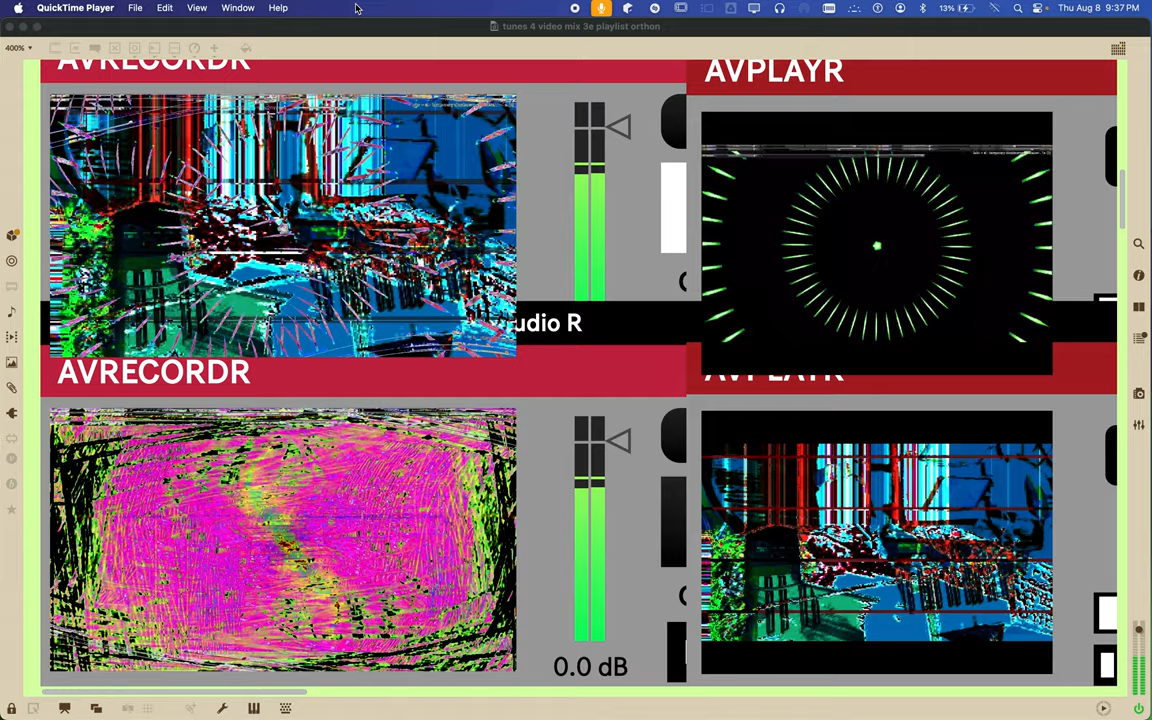 QuickTime Player File Edit View Window Help 13% Thu Aug 8 9:37 PM
tunes 4 video mix 3e playlist orthon
400%
AVRECORDR
AVPLAYR
udio R
AVRECORDR
AVPLAYR
0.0 dB